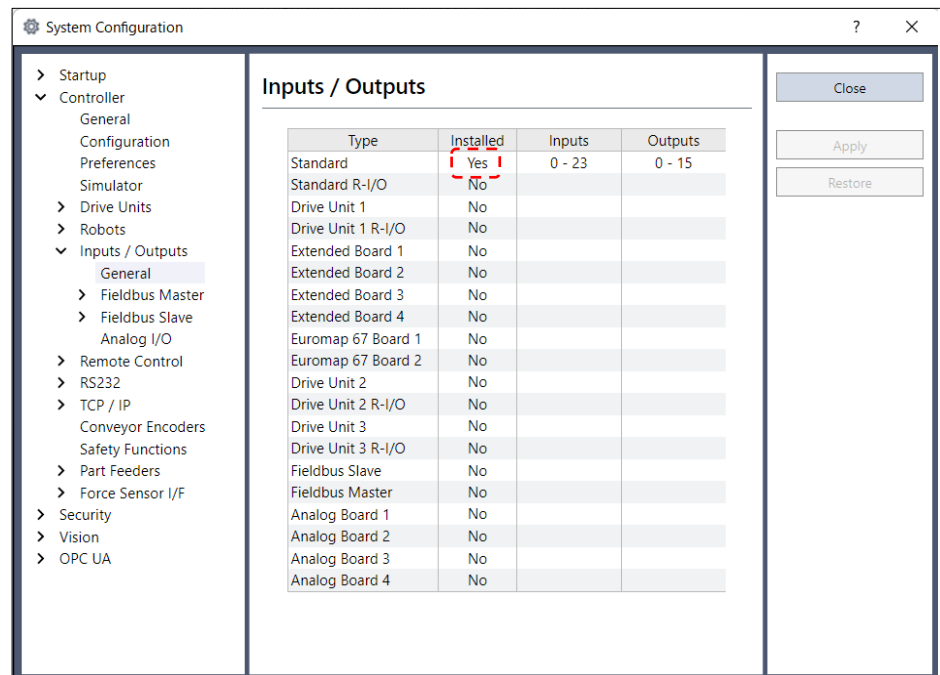 System Configuration
?
Startup
Controller
General
Configuration
Preferences
Simulator
Drive Units
Robots
Inputs / Outputs
General
Fieldbus Master
Fieldbus Slave
Analog I/O
Remote Control
RS232
TCP / IP
Conveyor Encoders
Safety Functions
Part Feeders
Force Sensor I/F
Security
Vision
OPC UA
Inputs / Outputs
Type Installed Inputs Outputs
Standard Yes 0 - 23 0 - 15
Standard R-I/O No
Drive Unit 1 No
Drive Unit 1 R-I/O No
Extended Board 1 No
Extended Board 2 No
Extended Board 3 No
Extended Board 4 No
Euromap 67 Board 1 No
Euromap 67 Board 2 No
Drive Unit 2 No
Drive Unit 2 R-I/O No
Drive Unit 3 No
Drive Unit 3 R-I/O No
Fieldbus Slave No
Fieldbus Master No
Analog Board 1 No
Analog Board 2 No
Analog Board 3 No
Analog Board 4 No
Close
Apply
Restore